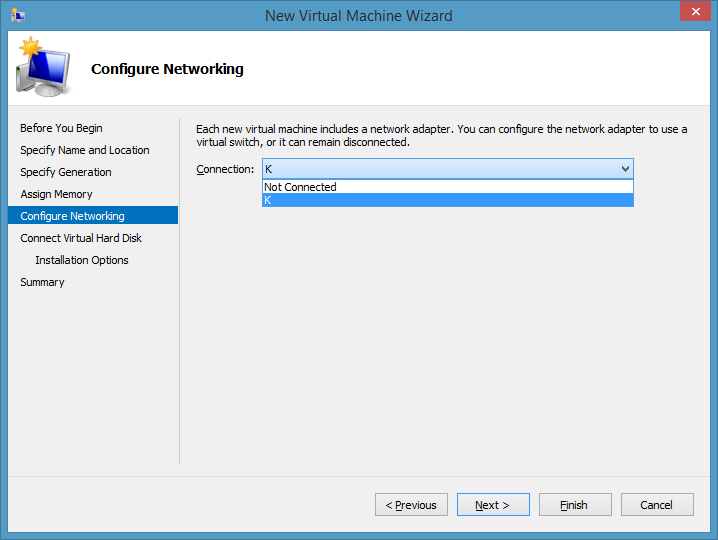 New Virtual Machine Wizard
Configure Networking
Before You Begin
Specify Name and Location
Specify Generation
Assign Memory
Configure Networking
Connect Virtual Hard Disk
Installation Options
Summary
Each new virtual machine includes a network adapter. You can configure the network adapter to use a
virtual switch, or it can remain disconnected.
Connection: K
Not Connected
K
< Previous Next > Finish Cancel